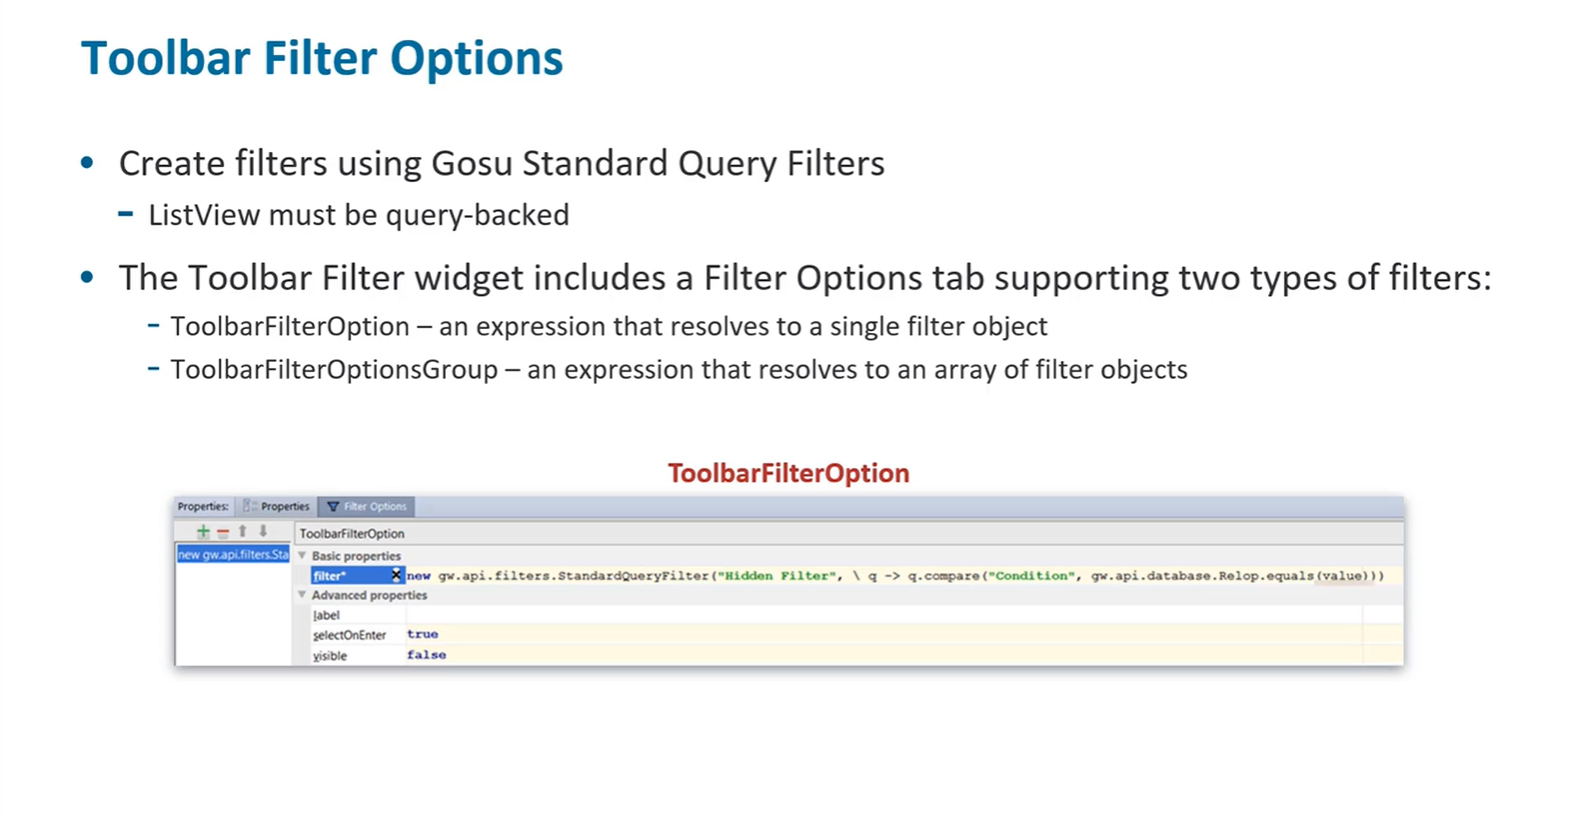 Toolbar Filter Options
• Create filters using Gosu Standard Query Filters
- ListView must be query-backed
• The Toolbar Filter widget includes a Filter Options tab supporting two types of filters:
- ToolbarFilterOption – an expression that resolves to a single filter object
- ToolbarFilterOptionsGroup – an expression that resolves to an array of filter objects
ToolbarFilterOption
Properties: Properties Filter Options
ToolbarFilterOption
new gw.api.filters.Sta
Basic properties
filter* new gw.api.filters.StandardQueryFilter("Hidden Filter", \ q -> q.compare("Condition", gw.api.database.Relop.equals(value)))
Advanced properties
label
selectOnEnter true
visible false